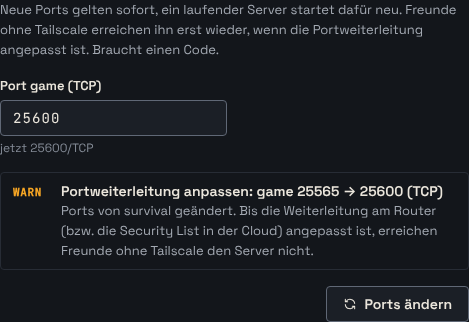 Neue Ports gelten sofort, ein laufender Server startet dafür neu. Freunde
ohne Tailscale erreichen ihn erst wieder, wenn die Portweiterleitung
angepasst ist. Braucht einen Code.
Port game (TCP)
25600
jetzt 25600/TCP
WARN Portweiterleitung anpassen: game 25565 → 25600 (TCP)
Ports von survival geändert. Bis die Weiterleitung am Router
(bzw. die Security List in der Cloud) angepasst ist, erreichen
Freunde ohne Tailscale den Server nicht.
Ports ändern